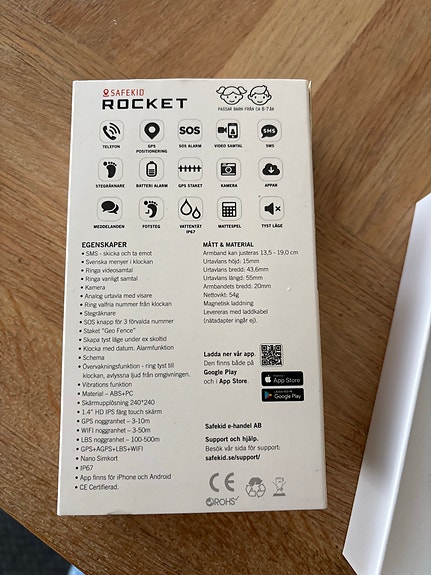 SAFEKID
ROCKET
PASSAR BARN FRÅN CA 6-7 ÅR
TELEFON
GPS POSITIONERING
SOS
SOS ALARM
VIDEO SAMTAL
SMS
SMS
STEGRÄKNARE
BATTERI ALARM
GPS STAKET
KAMERA
APPAR
MEDDELANDEN
FOTSTEG
VATTENTÄT IP67
MATTESPEL
TYST LÄGE
EGENSKAPER
• SMS - skicka och ta emot
• Svenska menyer i klockan
• Ringa videosamtal
• Ringa vanligt samtal
• Kamera
• Analog urtavla med visare
• Ring valfria nummer från klockan
• Stegräknare
• SOS knapp för 3 förvalda nummer
• Staket "Geo Fence"
• Skapa tyst läge under ex skoltid
• Klocka med datum. Alarmfunktion
• Schema
• Övervakningsfunktion - ring tyst till
klockan, avlyssna ljud från omgivningen.
• Vibrations funktion
• Material – ABS+PC
• Skärmupplösning 240*240
• 1.4" HD IPS färg touch skärm
• GPS noggranhet – 3-10m
• WIFI noggranhet – 3-50m
• LBS noggranhet – 100-500m
• GPS+AGPS+LBS+WIFI
• Nano Simkort
• IP67
• App finns för iPhone och Android
• CE Certifierad.
MÅTT & MATERIAL
Armband kan justeras 13,5 - 19,0 cm
Urtavlans höjd: 15mm
Urtavlans bredd: 43,6mm
Urtavlans längd: 55mm
Armbandets bredd: 20mm
Nettovikt: 54g
Magnetisk laddning
Levereras med laddkabel
(nätadapter ingår ej).
Ladda ner vår app.
Den finns både på
Google Play
och i App Store.
App Store
Google Play
Safekid e-handel AB
Support och hjälp.
Besök vår sida för support:
safekid.se/support/
CE
ROHS